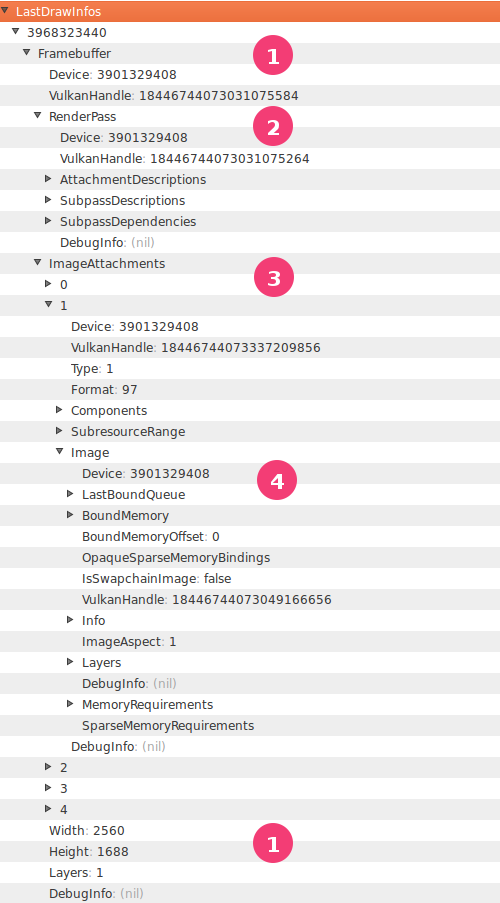 LastDrawInfos
3968323440
Framebuffer
1
Device: 3901329408
VulkanHandle: 18446744073031075584
RenderPass
2
Device: 3901329408
VulkanHandle: 18446744073031075264
AttachmentDescriptions
SubpassDescriptions
SubpassDependencies
DebugInfo: (nil)
ImageAttachments
3
0
1
Device: 3901329408
VulkanHandle: 18446744073337209856
Type: 1
Format: 97
Components
SubresourceRange
Image
Device: 3901329408
4
LastBoundQueue
BoundMemory
BoundMemoryOffset: 0
OpaqueSparseMemoryBindings
IsSwapchainImage: false
VulkanHandle: 18446744073049166656
Info
ImageAspect: 1
Layers
DebugInfo: (nil)
MemoryRequirements
SparseMemoryRequirements
DebugInfo: (nil)
2
3
4
Width: 2560
Height: 1688
1
Layers: 1
DebugInfo: (nil)